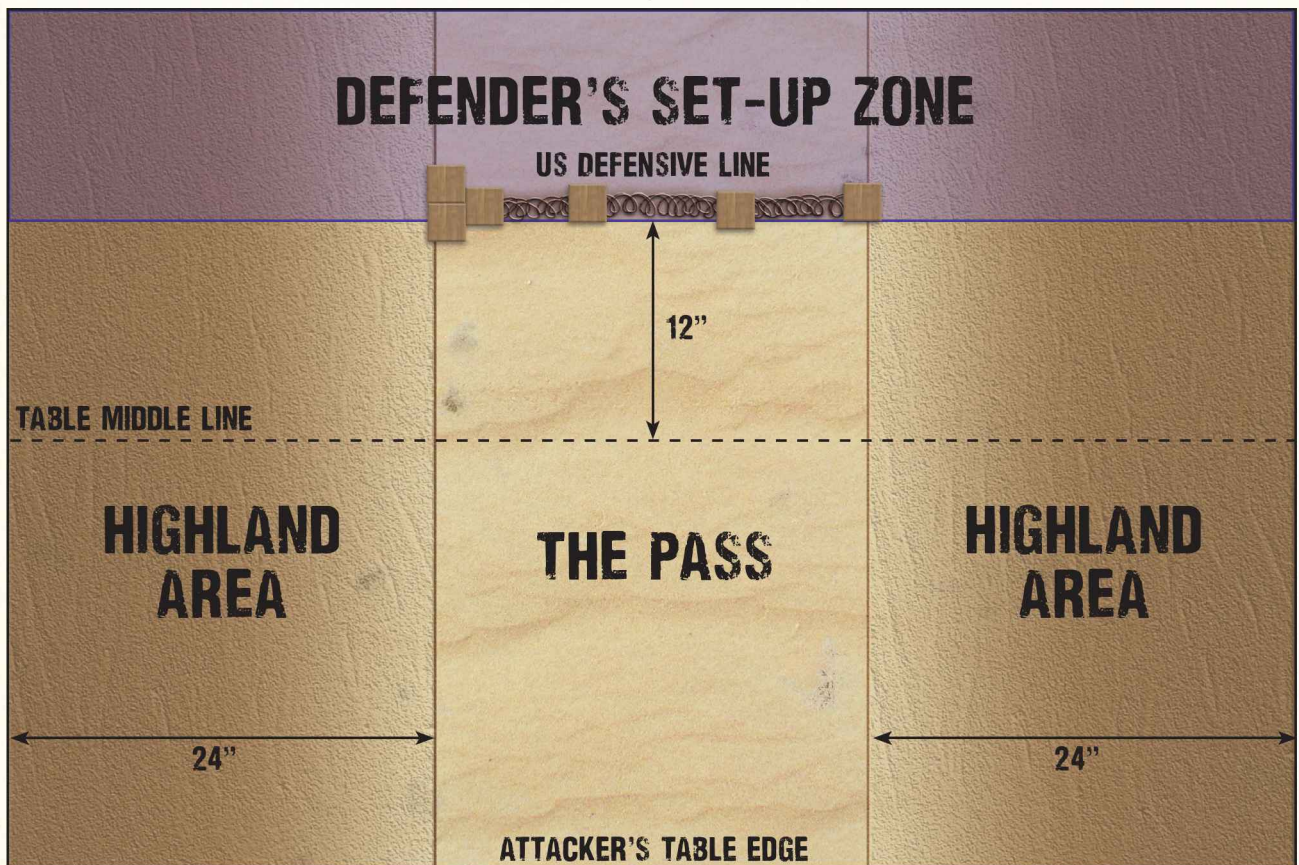 DEFENDER'S SET-UP ZONE
US DEFENSIVE LINE
12”
TABLE MIDDLE LINE
HIGHLAND
AREA
THE PASS
HIGHLAND
AREA
24”
24”
ATTACKER'S TABLE EDGE